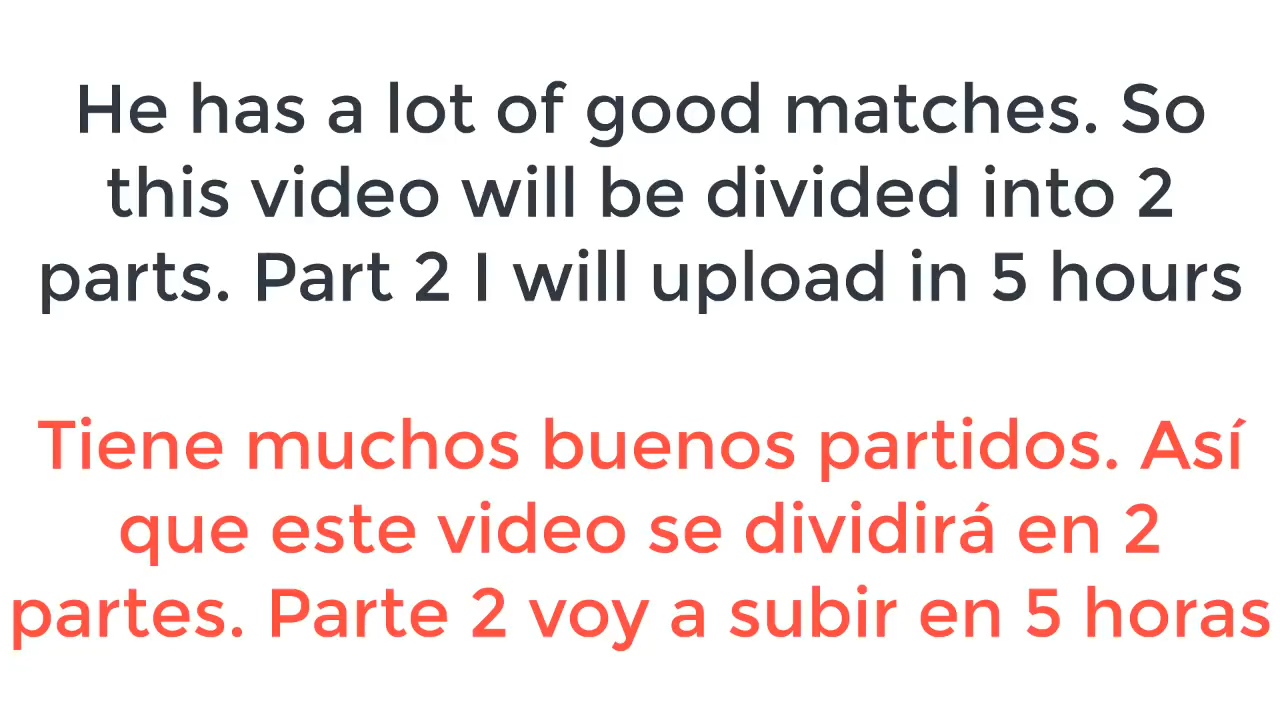 He has a lot of good matches. So
this video will be divided into 2
parts. Part 2 I will upload in 5 hours
Tiene muchos buenos partidos. Así
que este video se dividirá en 2
partes. Parte 2 voy a subir en 5 horas